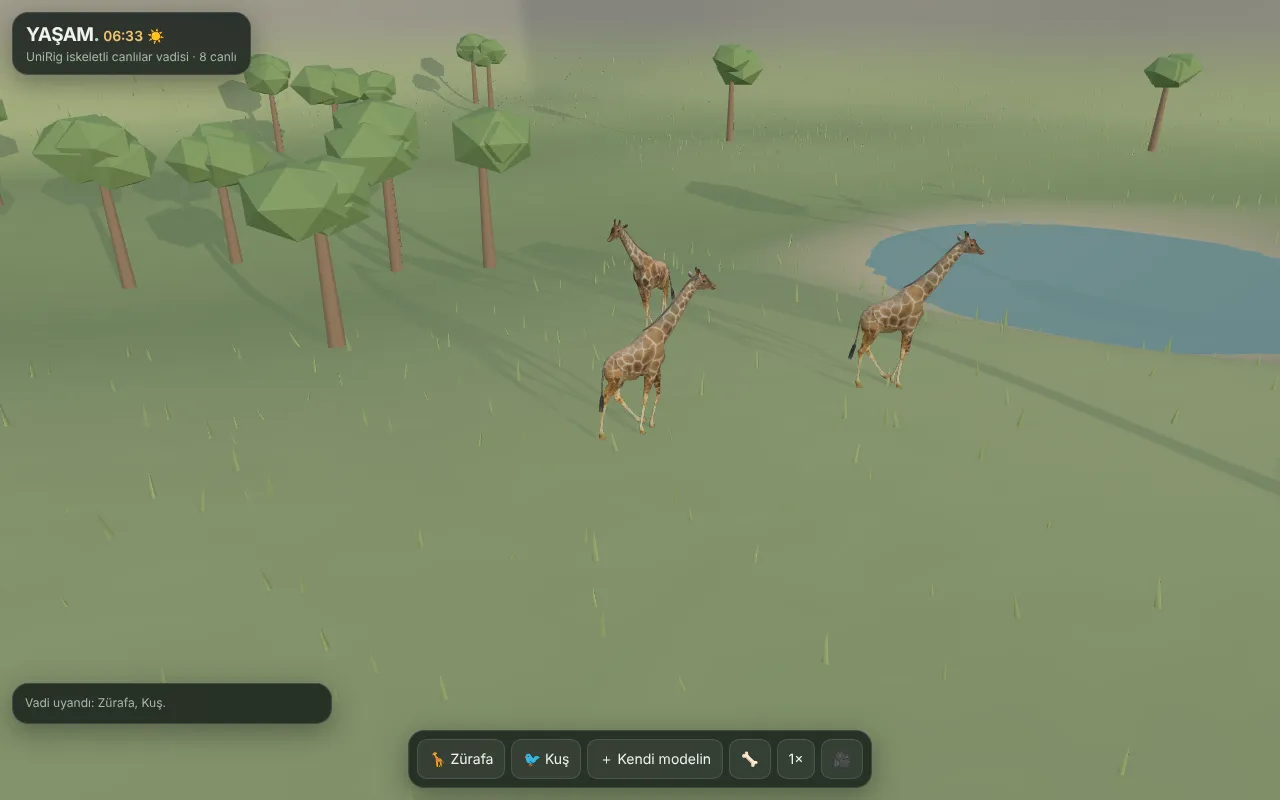 YAŞAM. 06:33 ☀️
UniRig iskeletli canlılar vadisi · 8 canlı
Vadi uyandı: Zürafa, Kuş.
🦒 Zürafa 🐦 Kuş + Kendi modelin 🦴 1× 🎥